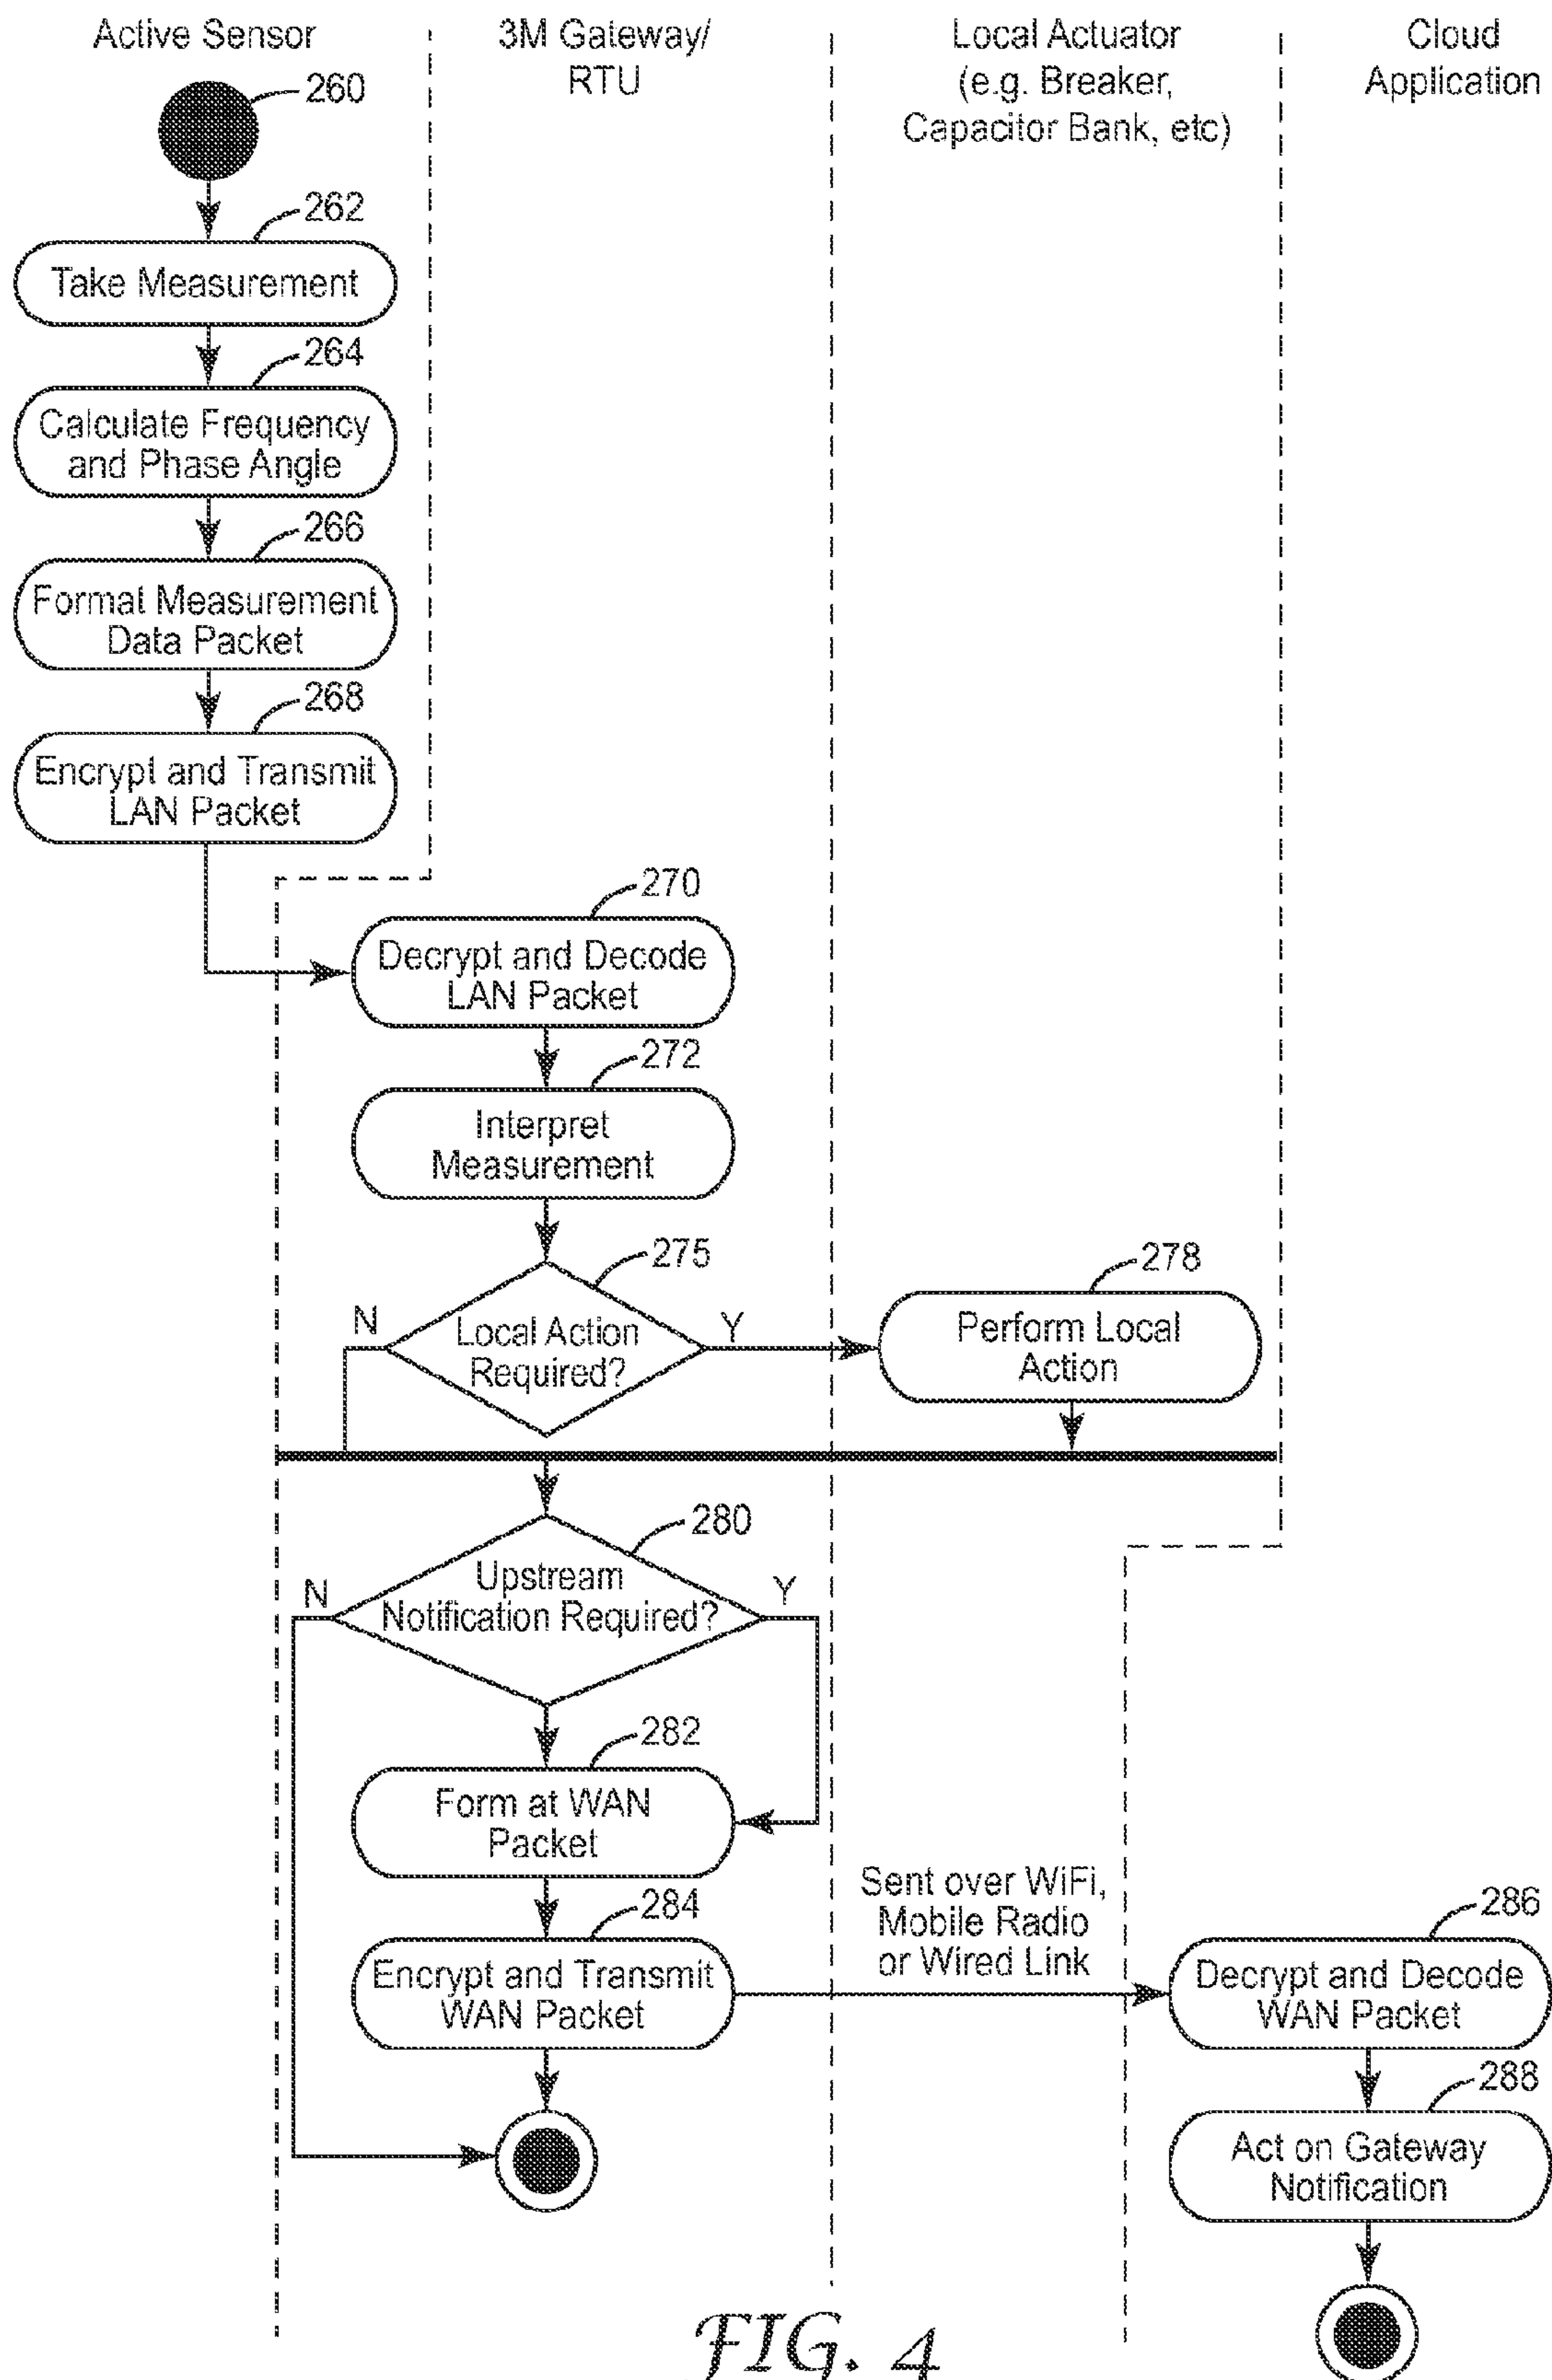 Active Sensor
3M Gateway/
RTU
Local Actuator
(e.g. Breaker,
Capacitor Bank, etc)
Cloud
Application
260
262
Take Measurement
264
Calculate Frequency
and Phase Angle
266
Format Measurement
Data Packet
268
Encrypt and Transmit
LAN Packet
270
Decrypt and Decode
LAN Packet
272
Interpret
Measurement
275
N
Local Action
Required?
Y
278
Perform Local
Action
280
N
Upstream
Notification Required?
Y
282
Form at WAN
Packet
284
Encrypt and Transmit
WAN Packet
Sent over WiFi,
Mobile Radio
or Wired Link
286
Decrypt and Decode
WAN Packet
288
Act on Gateway
Notification
FIG. 4